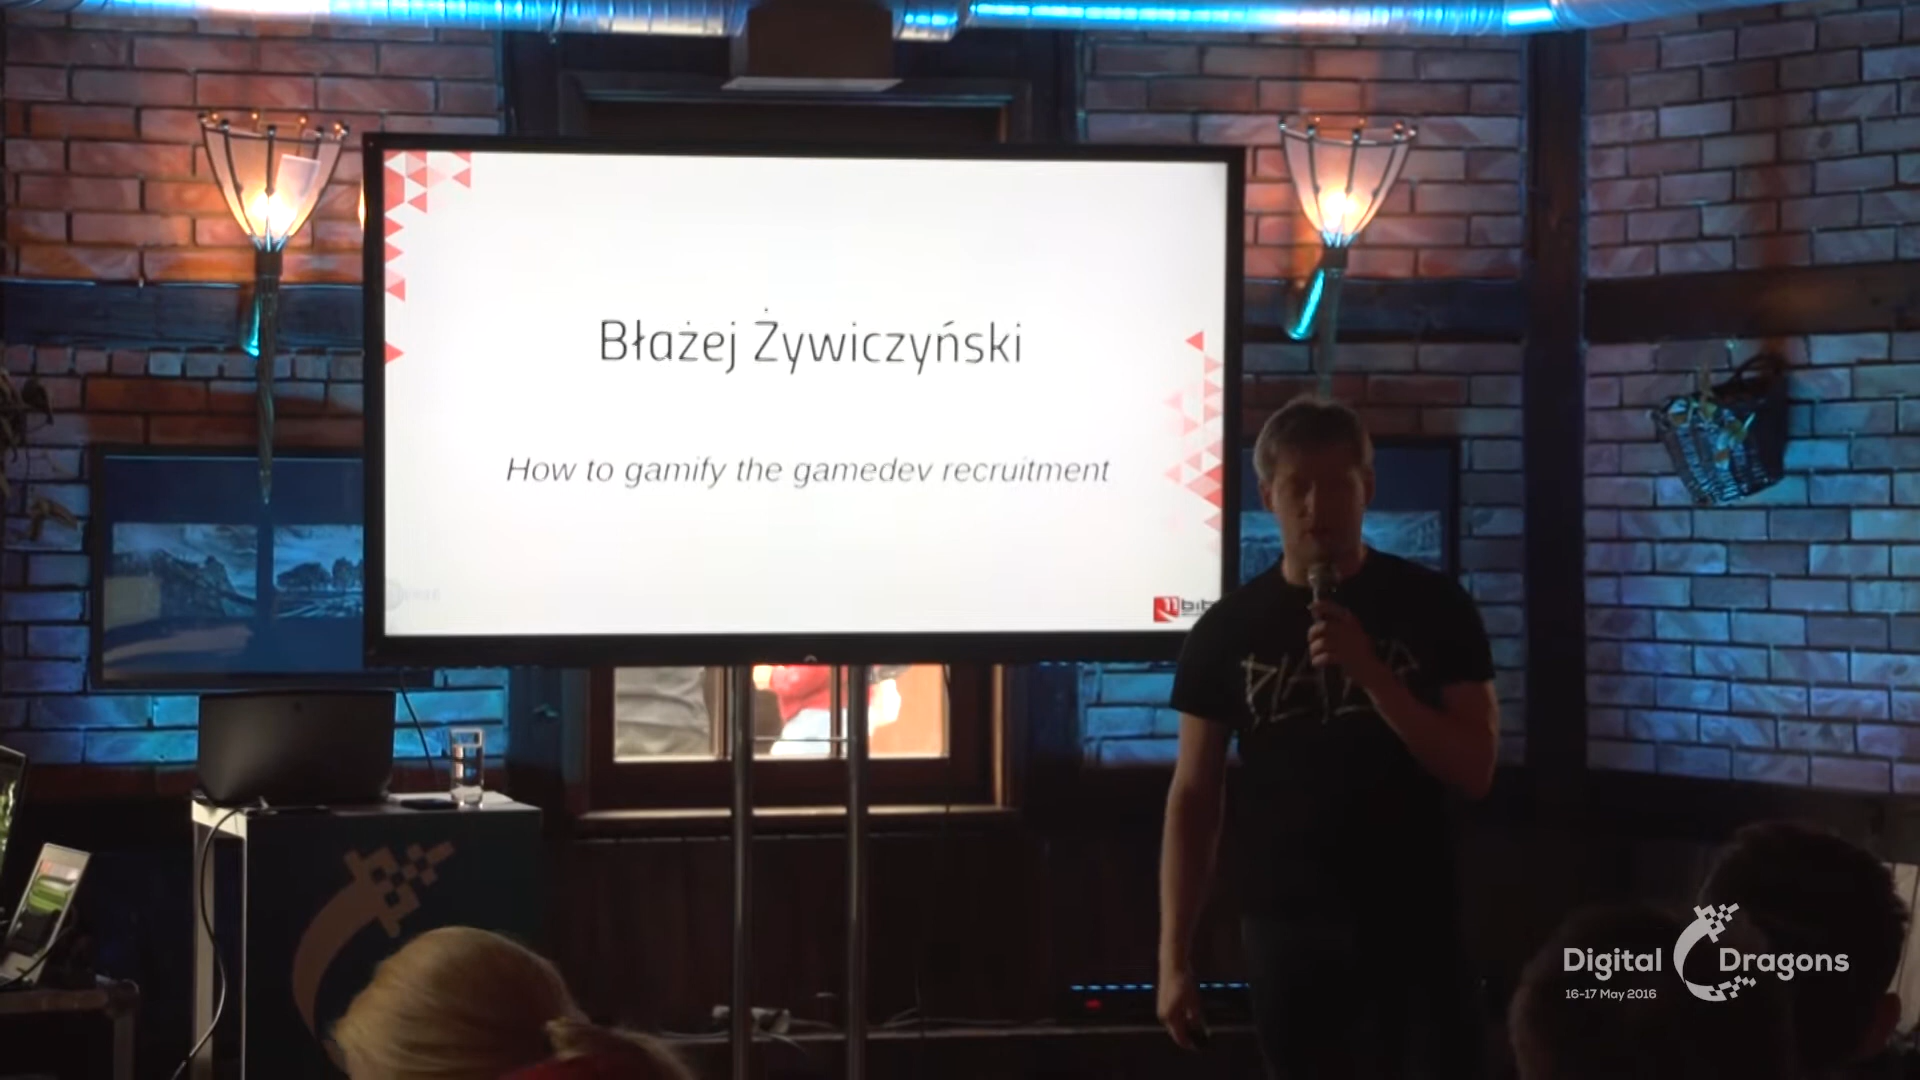 Błażej Żywiczyński
How to gamify the gamedev recruitment
11bit
Digital Dragons
16-17 May 2016